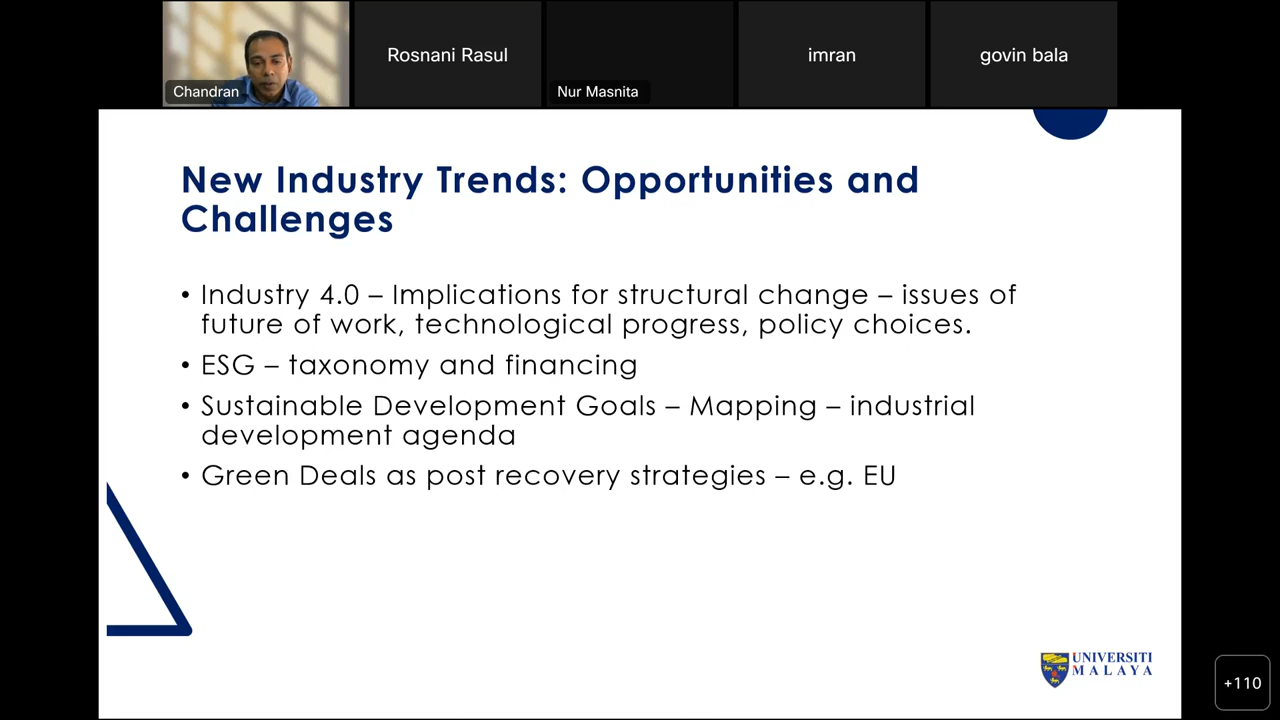 Chandran
Rosnani Rasul
Nur Masnita
imran
govin bala
New Industry Trends: Opportunities and
Challenges
• Industry 4.0 – Implications for structural change – issues of
future of work, technological progress, policy choices.
• ESG – taxonomy and financing
• Sustainable Development Goals – Mapping – industrial
development agenda
• Green Deals as post recovery strategies – e.g. EU
UNIVERSITI
MALAYA
+110